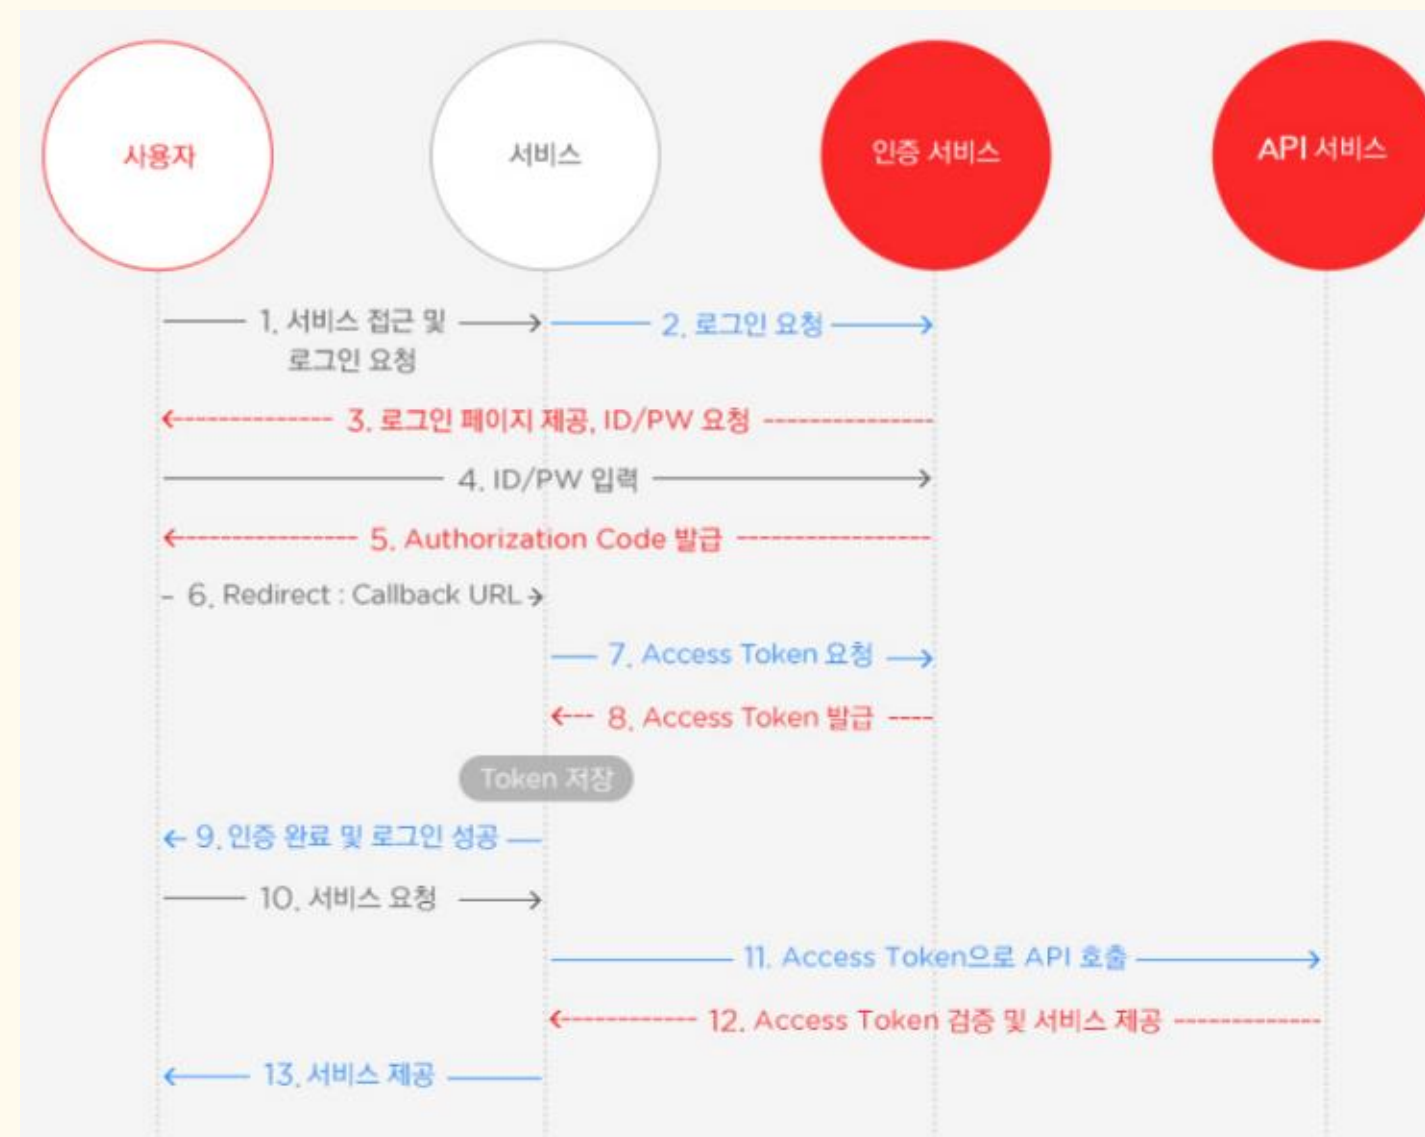 사용자
서비스
인증 서비스
API 서비스
1. 서비스 접근 및
로그인 요청
2. 로그인 요청
3. 로그인 페이지 제공, ID/PW 요청
4. ID/PW 입력
5. Authorization Code 발급
6. Redirect : Callback URL
7. Access Token 요청
8. Access Token 발급
Token 저장
9. 인증 완료 및 로그인 성공
10. 서비스 요청
11. Access Token으로 API 호출
12. Access Token 검증 및 서비스 제공
13. 서비스 제공